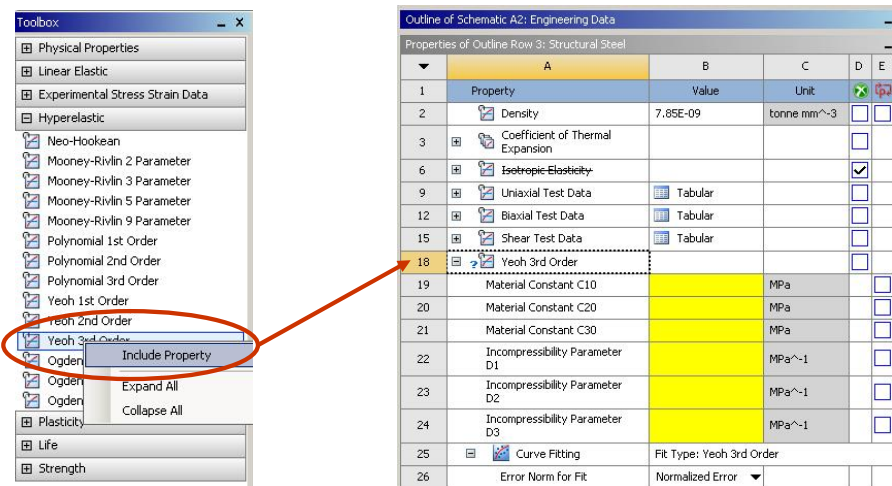 Toolbox
Physical Properties
Linear Elastic
Experimental Stress Strain Data
Hyperelastic
Neo-Hookean
Mooney-Rivlin 2 Parameter
Mooney-Rivlin 3 Parameter
Mooney-Rivlin 5 Parameter
Mooney-Rivlin 9 Parameter
Polynomial 1st Order
Polynomial 2nd Order
Polynomial 3rd Order
Yeoh 1st Order
Yeoh 2nd Order
Yeoh 3rd Order
Ogden
Ogden
Ogden
Include Property
Expand All
Collapse All
Plasticity
Life
Strength
Outline of Schematic A2: Engineering Data
Properties of Outline Row 3: Structural Steel
A B C D E
1 Property Value Unit
2 Density 7.85E-09 tonne mm^-3
3 Coefficient of Thermal
Expansion
6 Isotropic Elasticity
9 Uniaxial Test Data Tabular
12 Biaxial Test Data Tabular
15 Shear Test Data Tabular
18 ? Yeoh 3rd Order
19 Material Constant C10 MPa
20 Material Constant C20 MPa
21 Material Constant C30 MPa
22 Incompressibility Parameter
D1 MPa^-1
23 Incompressibility Parameter
D2 MPa^-1
24 Incompressibility Parameter
D3 MPa^-1
25 Curve Fitting Fit Type: Yeoh 3rd Order
26 Error Norm for Fit Normalized Error